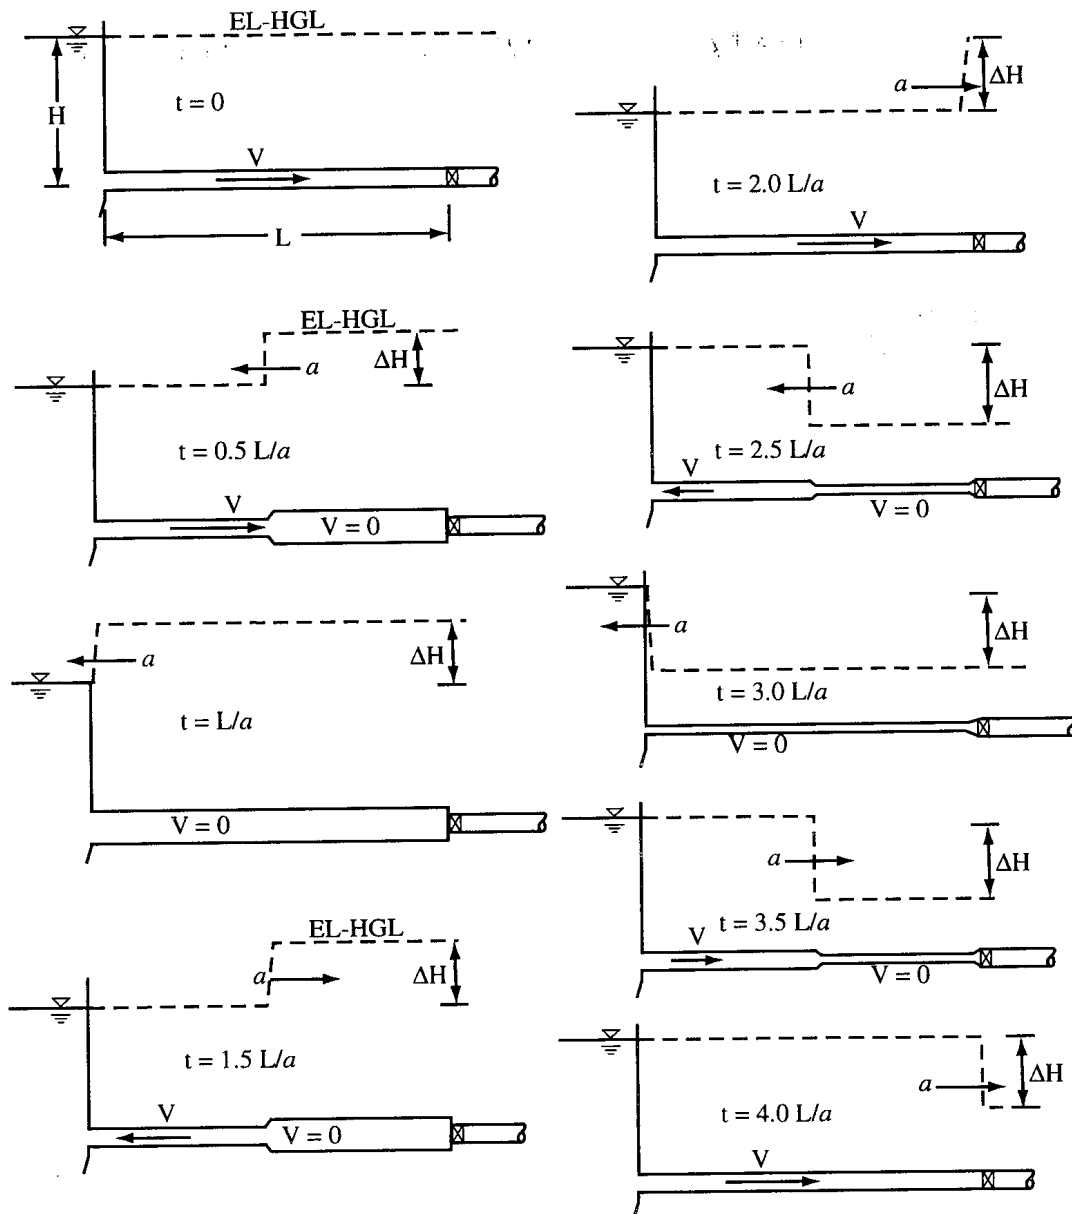 EL-HGL
H
t = 0
V
L
EL-HGL
ΔH
a
t = 0.5 L/a
V
V = 0
a
ΔH
t = L/a
V = 0
EL-HGL
a
ΔH
t = 1.5 L/a
V
V = 0
a
ΔH
t = 2.0 L/a
V
a
ΔH
t = 2.5 L/a
V
V = 0
a
ΔH
t = 3.0 L/a
V = 0
a
ΔH
t = 3.5 L/a
V
V = 0
a
ΔH
t = 4.0 L/a
V